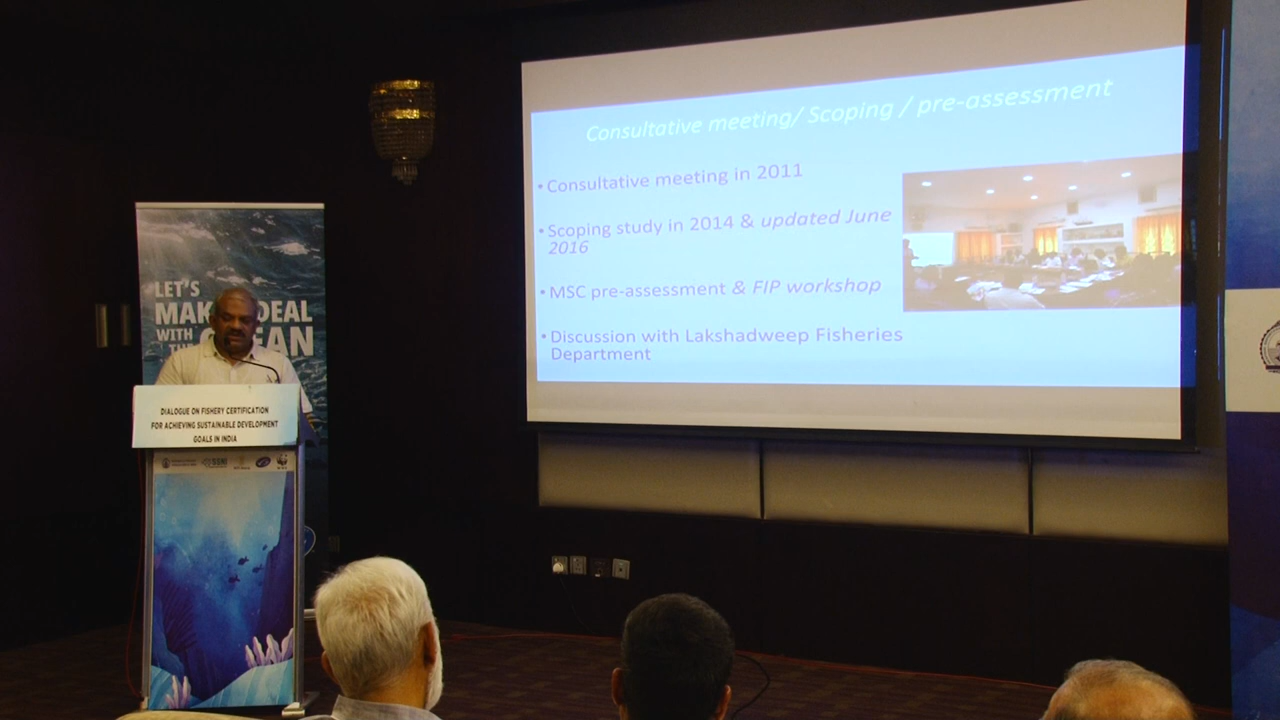 Consultative meeting/ Scoping / pre-assessment
• Consultative meeting in 2011
• Scoping study in 2014 & updated June
2016
• MSC pre-assessment & FIP workshop
• Discussion with Lakshadweep Fisheries
Department
LET'S
MAK DEAL
WITH AN
DIALOGUE ON FISHERY CERTIFICATION
FOR ACHIEVING SUSTAINABLE DEVELOPMENT
GOALS IN INDIA